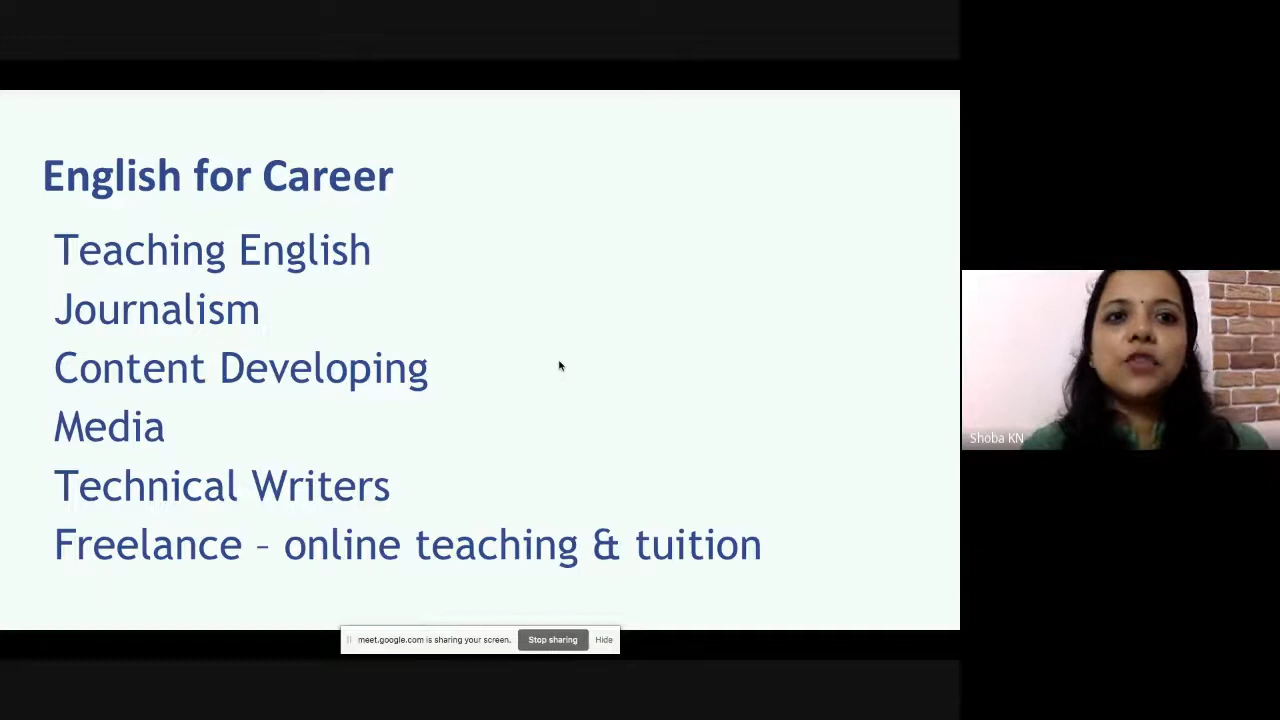 English for Career
Teaching English
Journalism
Content Developing
Media
Technical Writers
Freelance – online teaching & tuition
meet.google.com is sharing your screen. Stop sharing Hide
Shoba KN